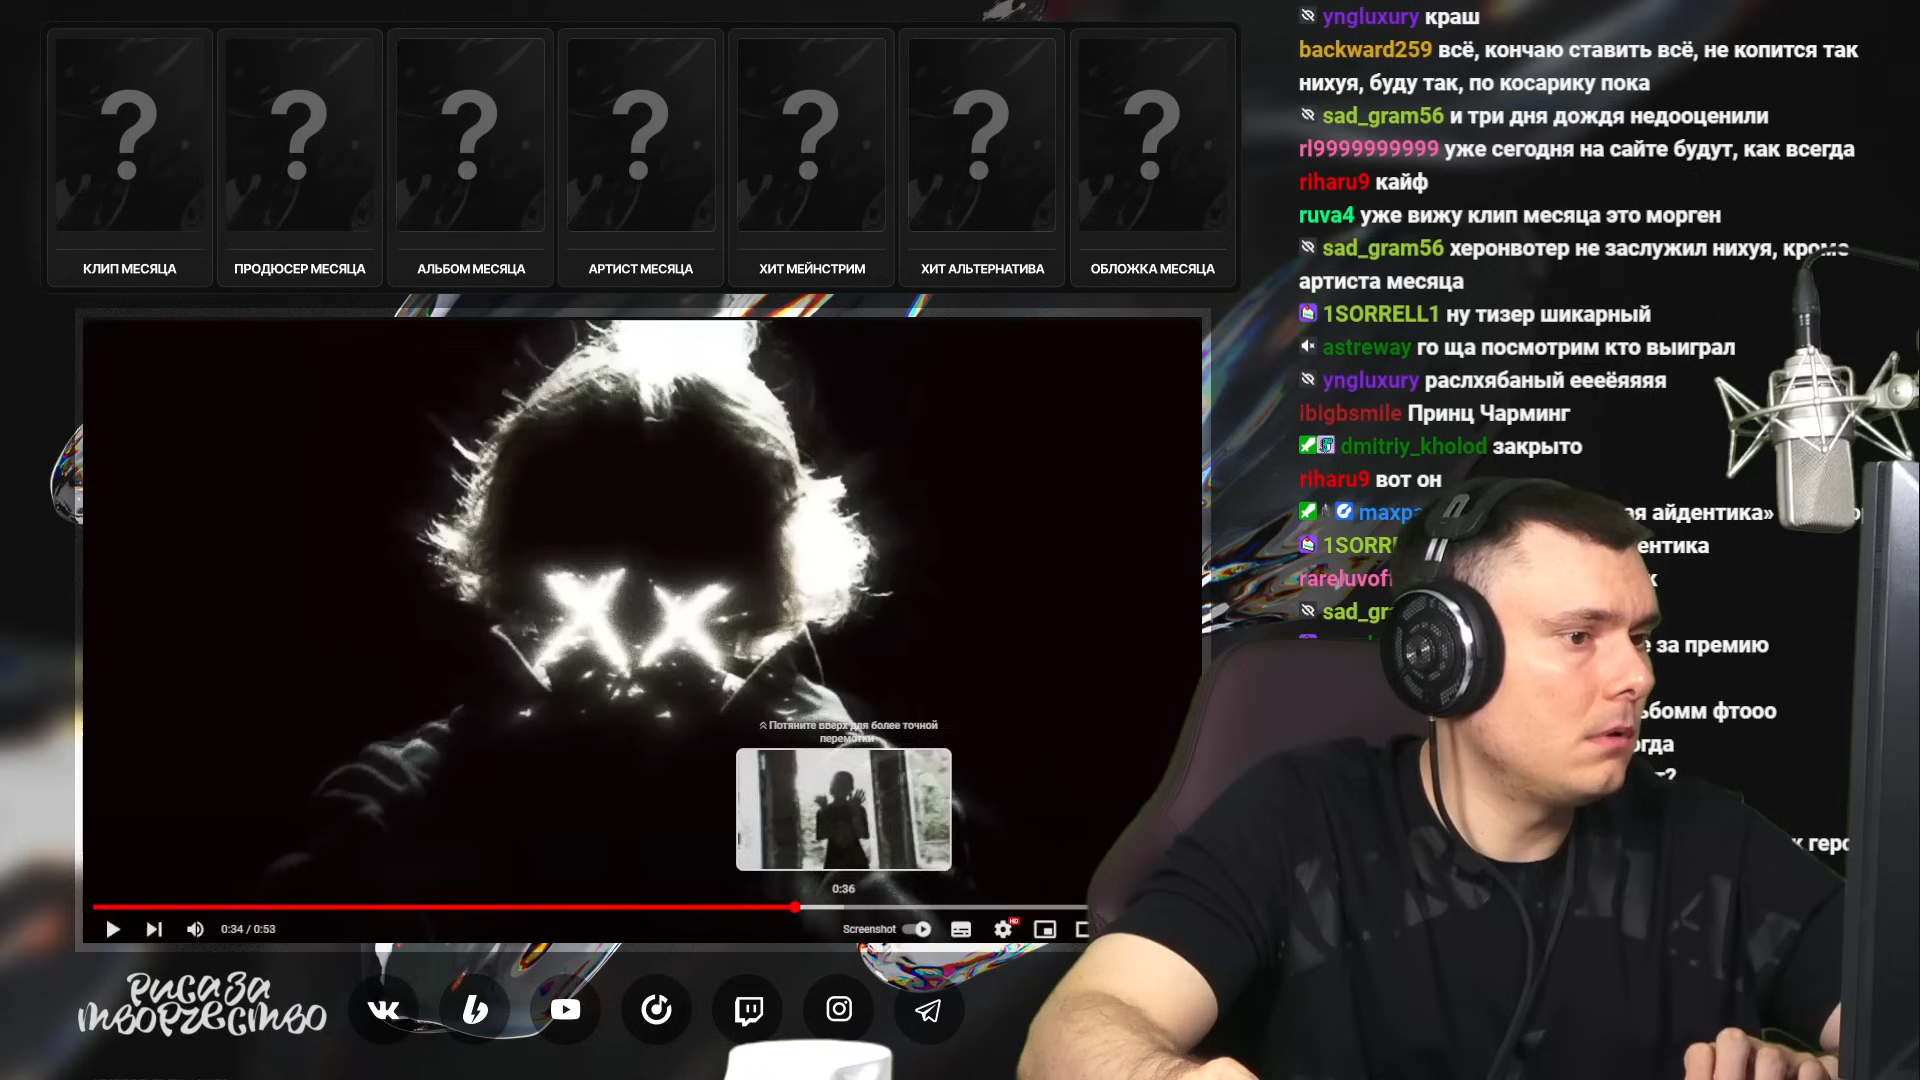 КЛИП МЕСЯЦА
ПРОДЮСЕР МЕСЯЦА
АЛЬБОМ МЕСЯЦА
АРТИСТ МЕСЯЦА
ХИТ МЕЙНСТРИМ
ХИТ АЛЬТЕРНАТИВА
ОБЛОЖКА МЕСЯЦА
yngluxury краш
backward259 всё, кончаю ставить всё, не копится так
нихуя, буду так, по косарику пока
sad_gram56 и три дня дождя недооценили
rl9999999999 уже сегодня на сайте будут, как всегда
riharu9 кайф
ruva4 уже вижу клип месяца это морген
sad_gram56 херонвотер не заслужил нихуя, кроме
артиста месяца
1SORRELL1 ну тизер шикарный
astreway го ща посмотрим кто выиграл
yngluxury раслхябаный еееёяяяя
ibigbsmile Принц Чарминг
dmitriy_kholod закрыто
riharu9 вот он
айдентика»
за премию
фтооо
Потяните вверх для более точной
перемотки
0:36
0:34 / 0:53
Screenshot
HD
РИСАЗА
ТВОРЧЕСТВО